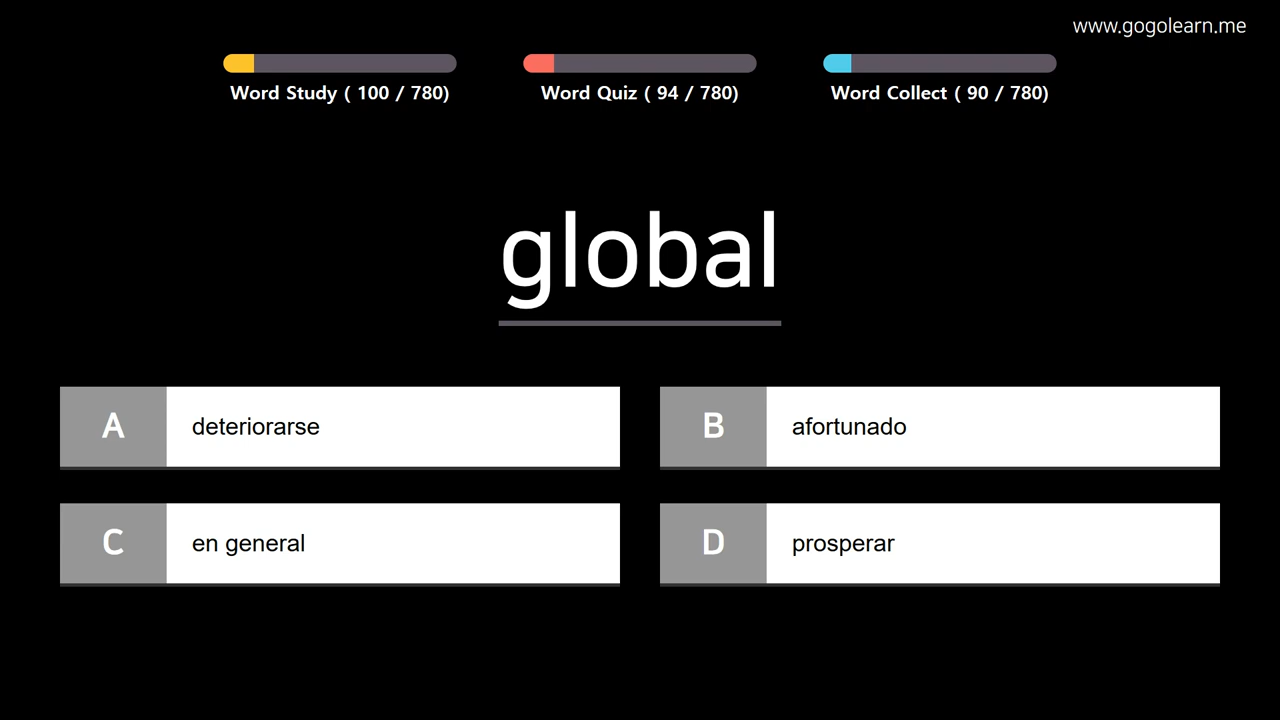 www.gogolearn.me
Word Study ( 100 / 780)
Word Quiz ( 94 / 780)
Word Collect ( 90 / 780)
global
A deteriorarse
B afortunado
C en general
D prosperar